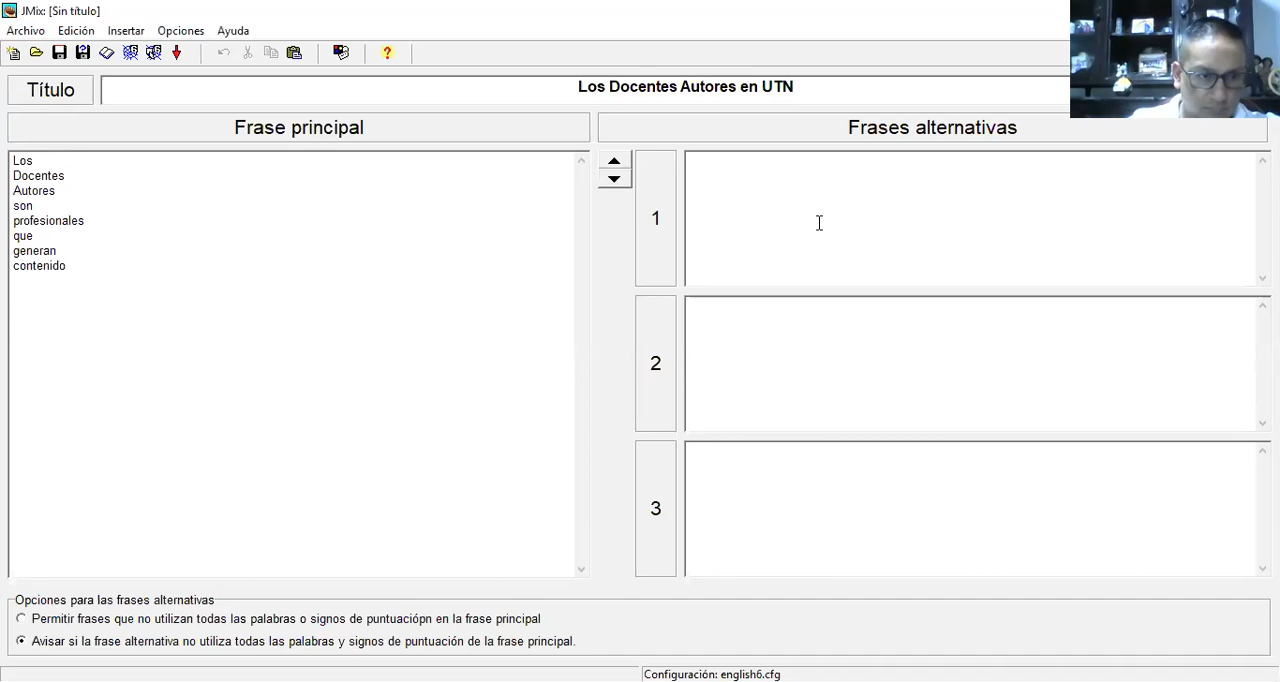 JMix: [Sin título]
Archivo Edición Insertar Opciones Ayuda
Título
Los Docentes Autores en UTN
Frase principal
Frases alternativas
Los
Docentes
Autores
son
profesionales
que
generan
contenido
1
2
3
Opciones para las frases alternativas
Permitir frases que no utilizan todas las palabras o signos de puntuaciópn en la frase principal
Avisar si la frase alternativa no utiliza todas las palabras y signos de puntuación de la frase principal.
Configuración: english6.cfg